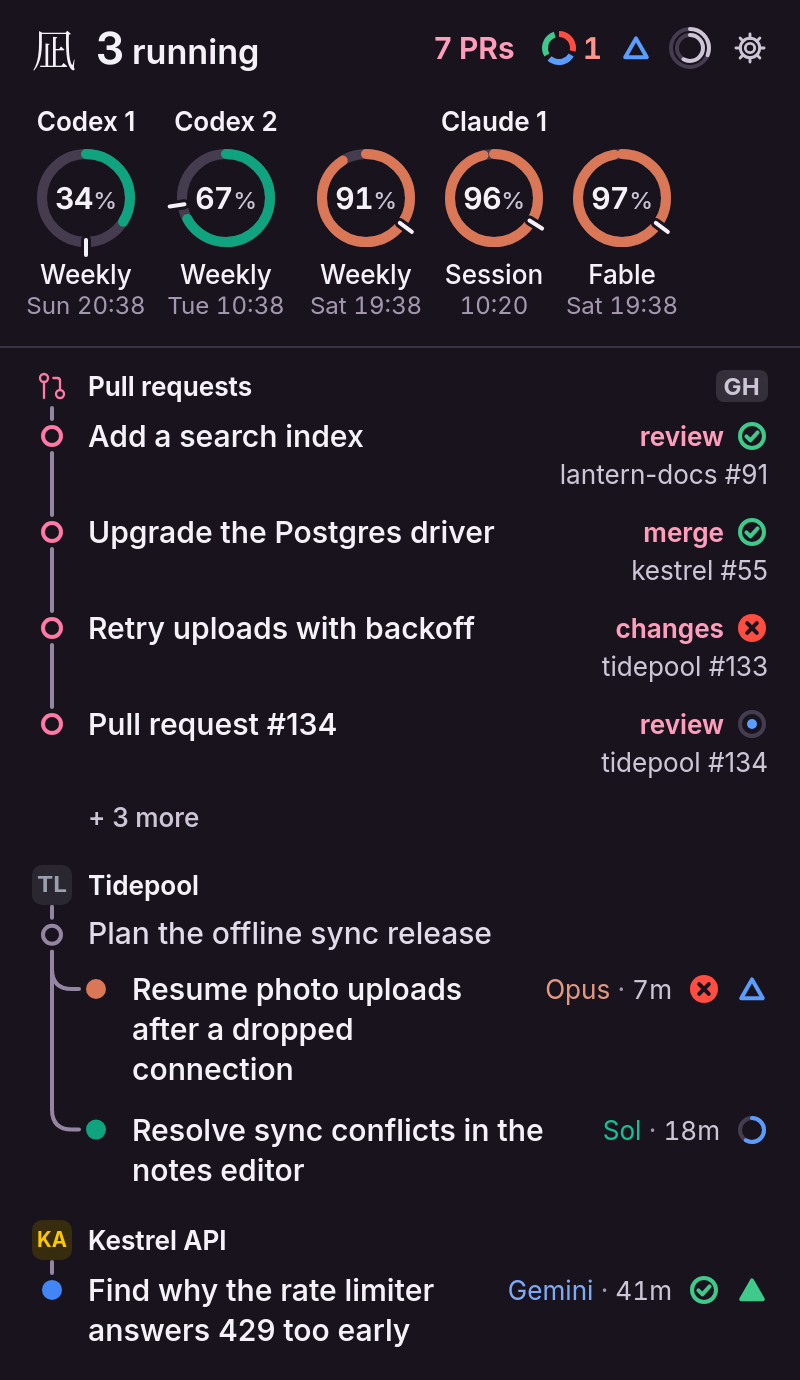 凪 3 running 7 PRs 1
Codex 1 Codex 2 Claude 1
34% 67% 91% 96% 97%
Weekly Weekly Weekly Session Fable
Sun 20:38 Tue 10:38 Sat 19:38 10:20 Sat 19:38
Pull requests GH
Add a search index review
lantern-docs #91
Upgrade the Postgres driver merge
kestrel #55
Retry uploads with backoff changes
tidepool #133
Pull request #134 review
tidepool #134
+ 3 more
TL Tidepool
Plan the offline sync release
Resume photo uploads Opus · 7m
after a dropped
connection
Resolve sync conflicts in the Sol · 18m
notes editor
KA Kestrel API
Find why the rate limiter Gemini · 41m
answers 429 too early